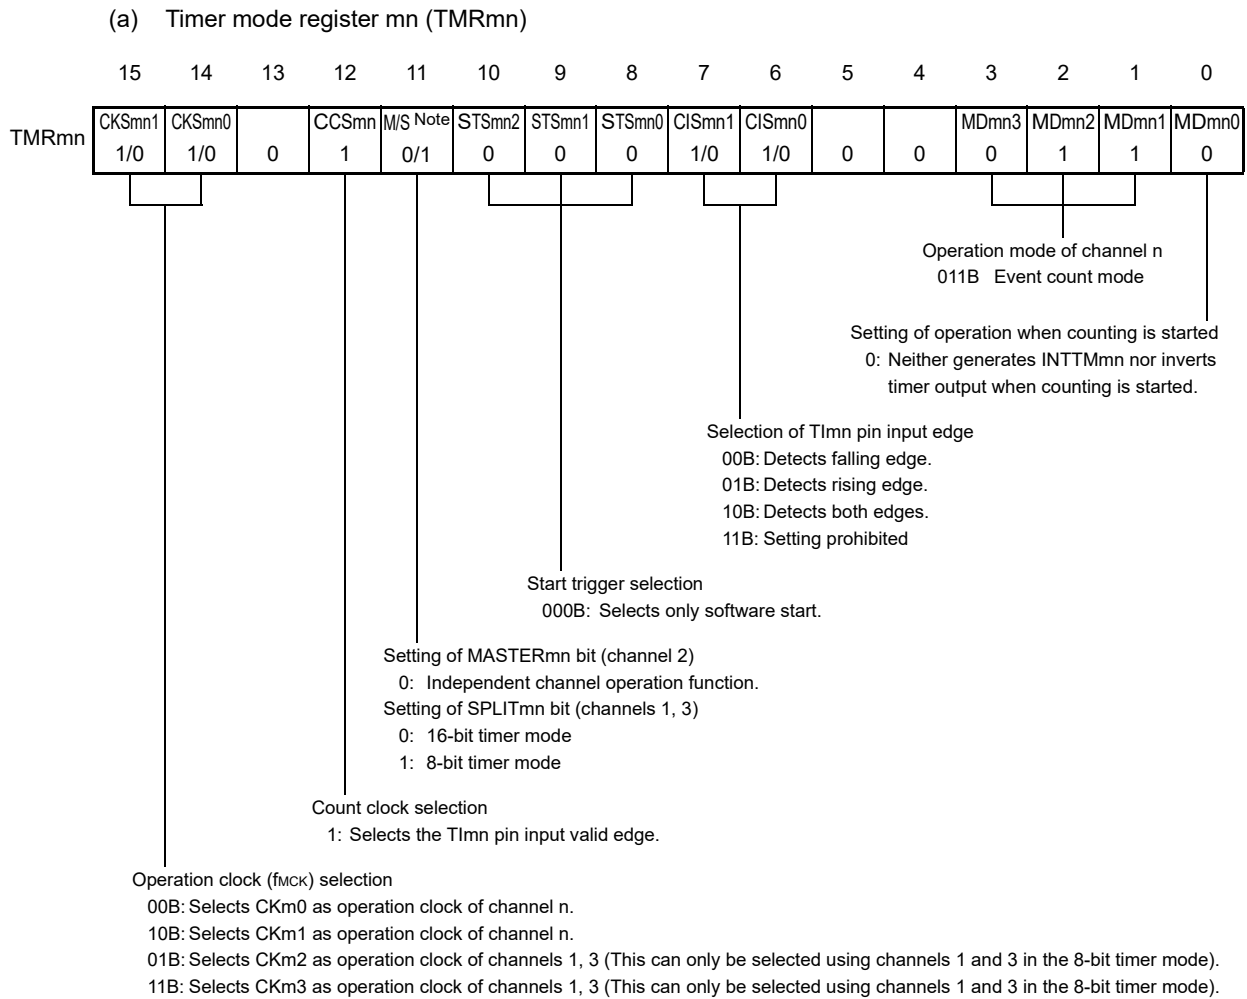 (a) Timer mode register mn (TMRmn)
15 14 13 12 11 10 9 8 7 6 5 4 3 2 1 0
TMRmn
CKSmn1 CKSmn0 CCSmn M/S Note STSmn2 STSmn1 STSmn0 CISmn1 CISmn0 MDmn3 MDmn2 MDmn1 MDmn0
1/0 1/0 0 1 0/1 0 0 0 1/0 1/0 0 0 0 1 1 0
Operation mode of channel n
011B Event count mode
Setting of operation when counting is started
0: Neither generates INTTMmn nor inverts
timer output when counting is started.
Selection of TImn pin input edge
00B: Detects falling edge.
01B: Detects rising edge.
10B: Detects both edges.
11B: Setting prohibited
Start trigger selection
000B: Selects only software start.
Setting of MASTERmn bit (channel 2)
0: Independent channel operation function.
Setting of SPLITmn bit (channels 1, 3)
0: 16-bit timer mode
1: 8-bit timer mode
Count clock selection
1: Selects the TImn pin input valid edge.
Operation clock (fMCK) selection
00B: Selects CKm0 as operation clock of channel n.
10B: Selects CKm1 as operation clock of channel n.
01B: Selects CKm2 as operation clock of channels 1, 3 (This can only be selected using channels 1 and 3 in the 8-bit timer mode).
11B: Selects CKm3 as operation clock of channels 1, 3 (This can only be selected using channels 1 and 3 in the 8-bit timer mode).